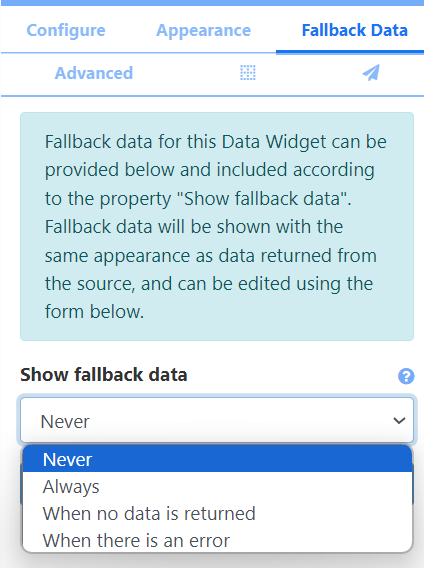 Configure Appearance Fallback Data
Advanced
Fallback data for this Data Widget can be
provided below and included according
to the property "Show fallback data".
Fallback data will be shown with the
same appearance as data returned from
the source, and can be edited using the
form below.
Show fallback data ?
Never
Never
Always
When no data is returned
When there is an error